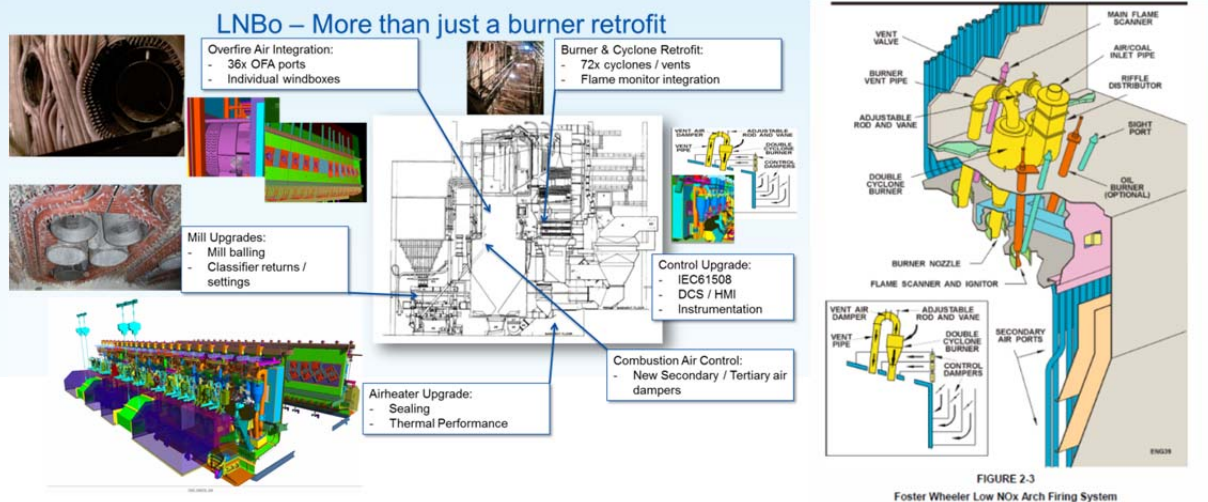 LNBo – More than just a burner retrofit
Overfire Air Integration:
- 36x OFA ports
- Individual windboxes
Burner & Cyclone Retrofit:
- 72x cyclones / vents
- Flame monitor integration
VENT AIR
DAMPER
ADJUSTABLE
ROD AND VANE
VENT
PIPE
DOUBLE
CYCLONE
BURNER
CONTROL
DAMPERS
Mill Upgrades:
- Mill balling
- Classifier returns /
settings
Control Upgrade:
- IEC61508
- DCS / HMI
- Instrumentation
Combustion Air Control:
- New Secondary / Tertiary air
dampers
Airheater Upgrade:
- Sealing
- Thermal Performance
MAIN FLAME
SCANNER
VENT
VALVE
AIR/COAL
INLET PIPE
BURNER
VENT PIPE
RIFFLE
DISTRIBUTOR
ADJUSTABLE
ROD AND VANE
SIGHT
PORT
DOUBLE
CYCLONE
BURNER
OIL
BURNER
(OPTIONAL)
BURNER NOZZLE
FLAME SCANNER AND IGNITOR
VENT AIR
DAMPER
ADJUSTABLE
ROD AND VANE
VENT
PIPE
DOUBLE
CYCLONE
BURNER
CONTROL
DAMPERS
SECONDARY
AIR PORTS
ENG38
FIGURE 2-3
Foster Wheeler Low NOx Arch Firing System